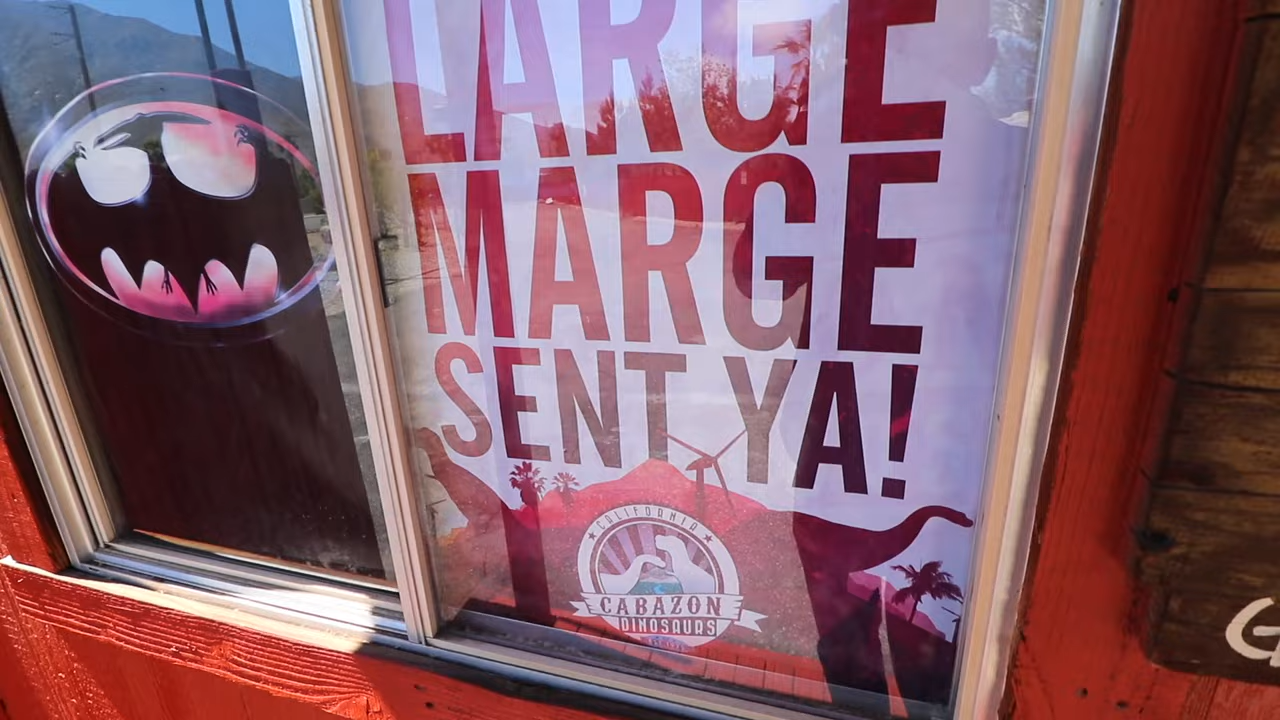 LARGE
MARGE
SENT YA!
CALIFORNIA
CABAZON
DINOSAURS
G